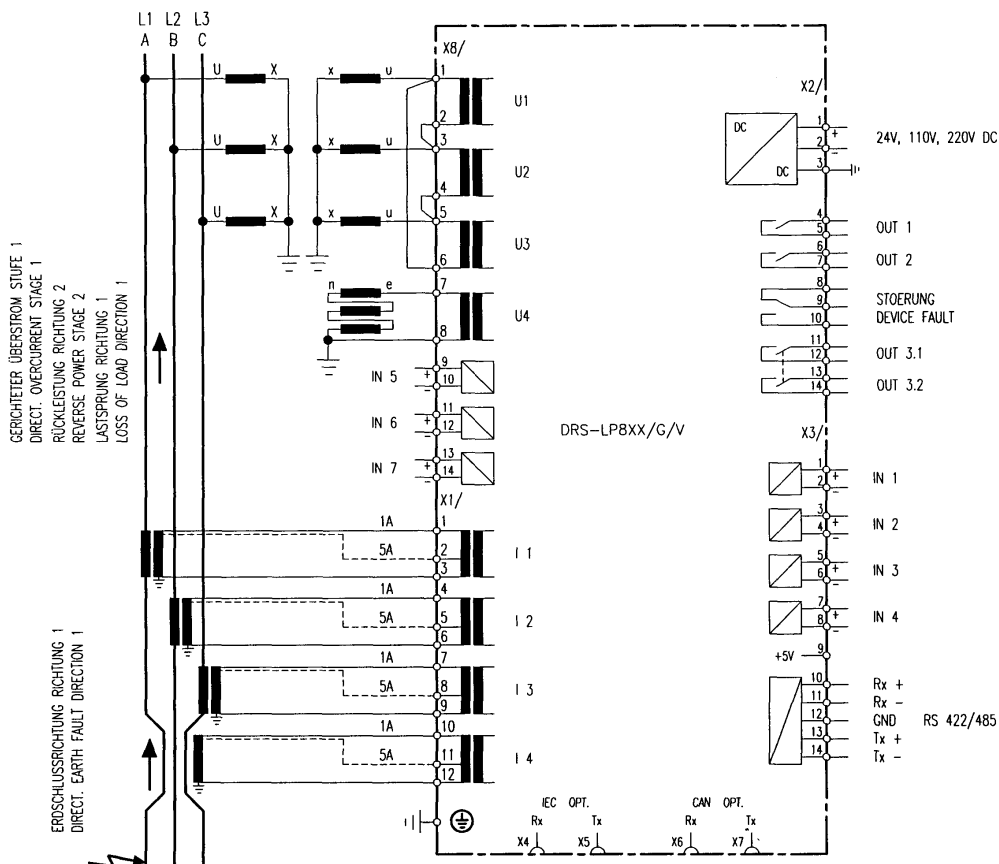 L1 L2 L3
A B C
U X x u
U X x u
U X x u
n e
X8/
1
2
3
4
5
6
7
8
U1
U2
U3
U4
IN 5 + − 9 10
IN 6 + − 11 12
IN 7 + − 13 14
GERICHTETER ÜBERSTROM STUFE 1
DIRECT. OVERCURRENT STAGE 1
RÜCKLEISTUNG RICHTUNG 2
REVERSE POWER STAGE 2
LASTSPRUNG RICHTUNG 1
LOSS OF LOAD DIRECTION 1
ERDSCHLUSSRICHTUNG RICHTUNG 1
DIRECT. EARTH FAULT DIRECTION 1
X1/
1A 1
5A 2
3
I 1
1A 4
5A 5
6
I 2
1A 7
5A 8
9
I 3
1A 10
5A 11
12
I 4
DRS-LP8XX/G/V
X2/
DC
DC
1 +
2 −
3
24V, 110V, 220V DC
4
5
OUT 1
6
7
OUT 2
8
9
10
STOERUNG
DEVICE FAULT
11
12
OUT 3.1
13
14
OUT 3.2
X3/
1 +
2 −
IN 1
3 +
4 −
IN 2
5 +
6 −
IN 3
7 +
8 −
IN 4
+5V 9
10 Rx +
11 Rx -
12 GND RS 422/485
13 Tx +
14 Tx -
IEC OPT. CAN OPT.
Rx Tx Rx Tx
X4 X5 X6 X7